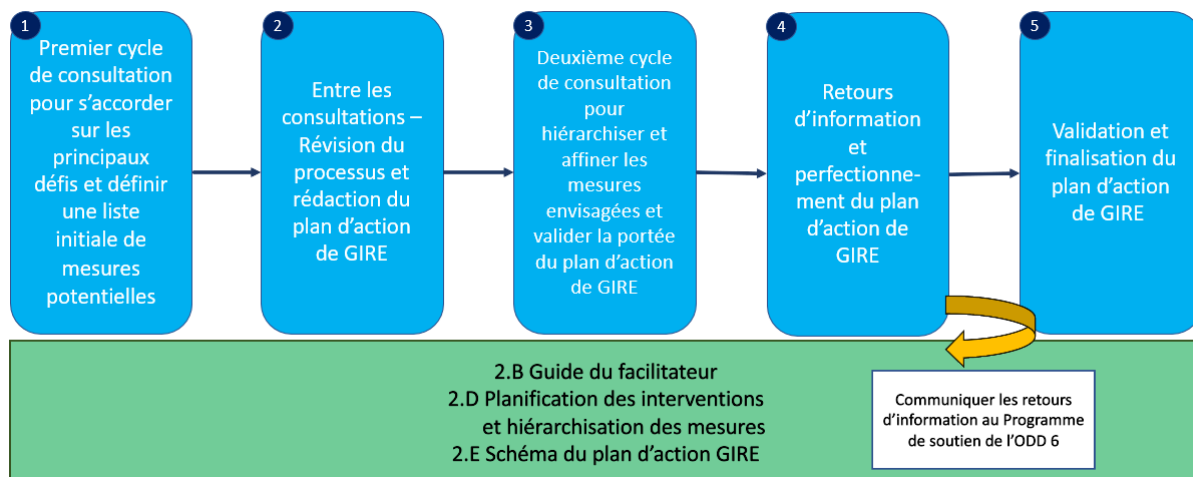 1
Premier cycle
de consultation
pour s’accorder
sur les
principaux
défis et définir
une liste
initiale de
mesures
potentielles
2
Entre les
consultations –
Révision du
processus et
rédaction du
plan d’action
de GIRE
3
Deuxième cycle
de consultation
pour
hiérarchiser et
affiner les
mesures
envisagées et
valider la portée
du plan d’action
de GIRE
4
Retours
d’information
et
perfectionne-
ment du plan
d’action de
GIRE
5
Validation et
finalisation du
plan d’action
de GIRE
2.B Guide du facilitateur
2.D Planification des interventions
et hiérarchisation des mesures
2.E Schéma du plan d’action GIRE
Communiquer les retours
d’information au Programme
de soutien de l’ODD 6